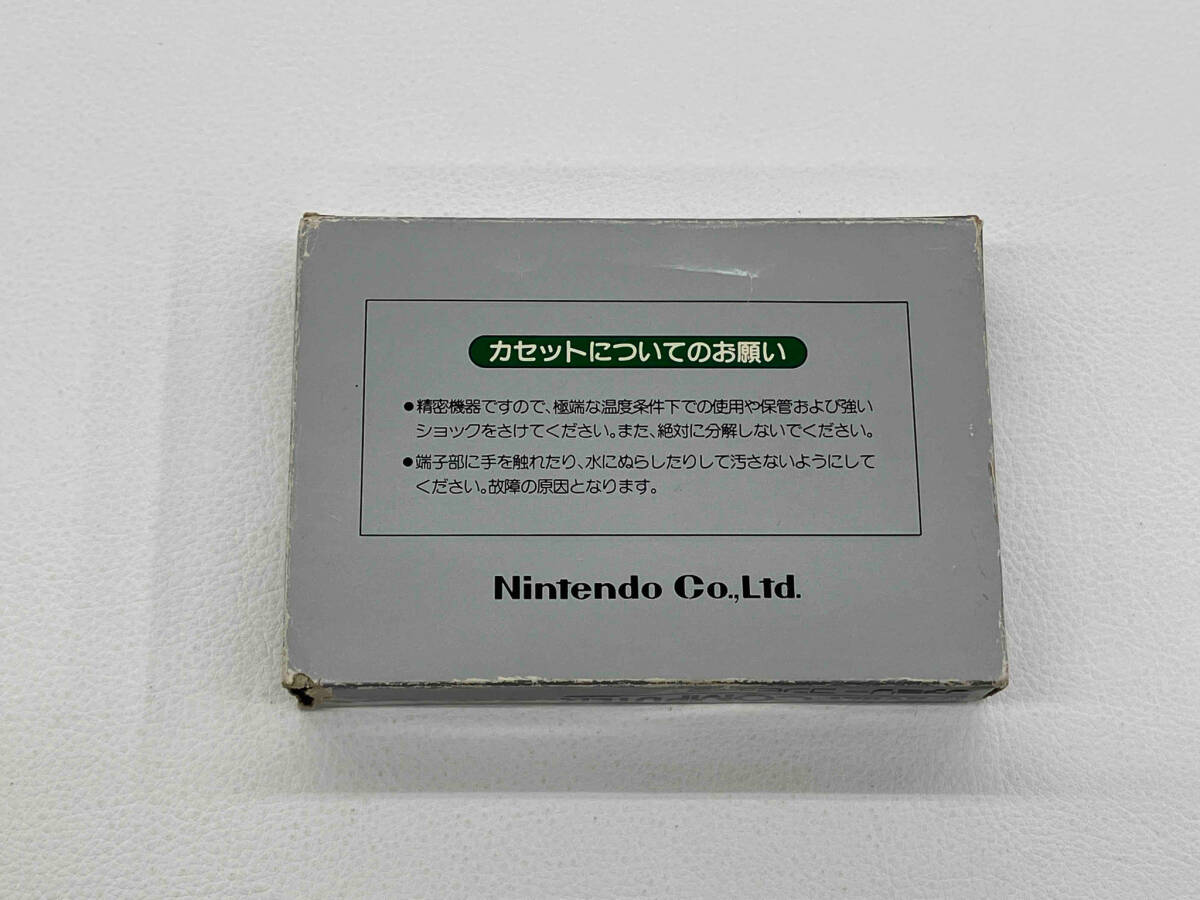 カセットについてのお願い
●精密機器ですので、極端な温度条件下での使用や保管および強い
ショックをさけてください。また、絶対に分解しないでください。
●端子部に手を触れたり、水にぬらしたりして汚さないようにして
ください。故障の原因となります。
Nintendo Co.,Ltd.